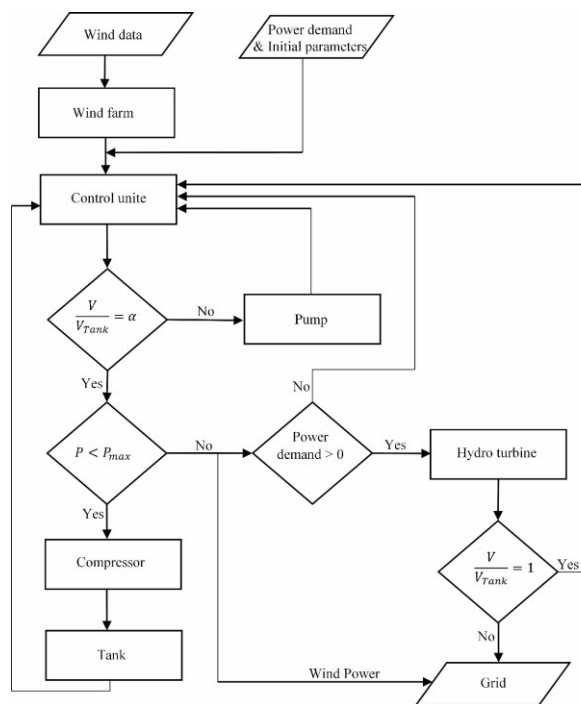 Wind data
Power demand
& Initial parameters
Wind farm
Control unite
V
V_Tank = α
No
Pump
Yes
No
P < P_max
No
Power
demand > 0
Yes
Hydro turbine
Yes
Compressor
V
V_Tank = 1
Yes
No
Tank
Wind Power
Grid